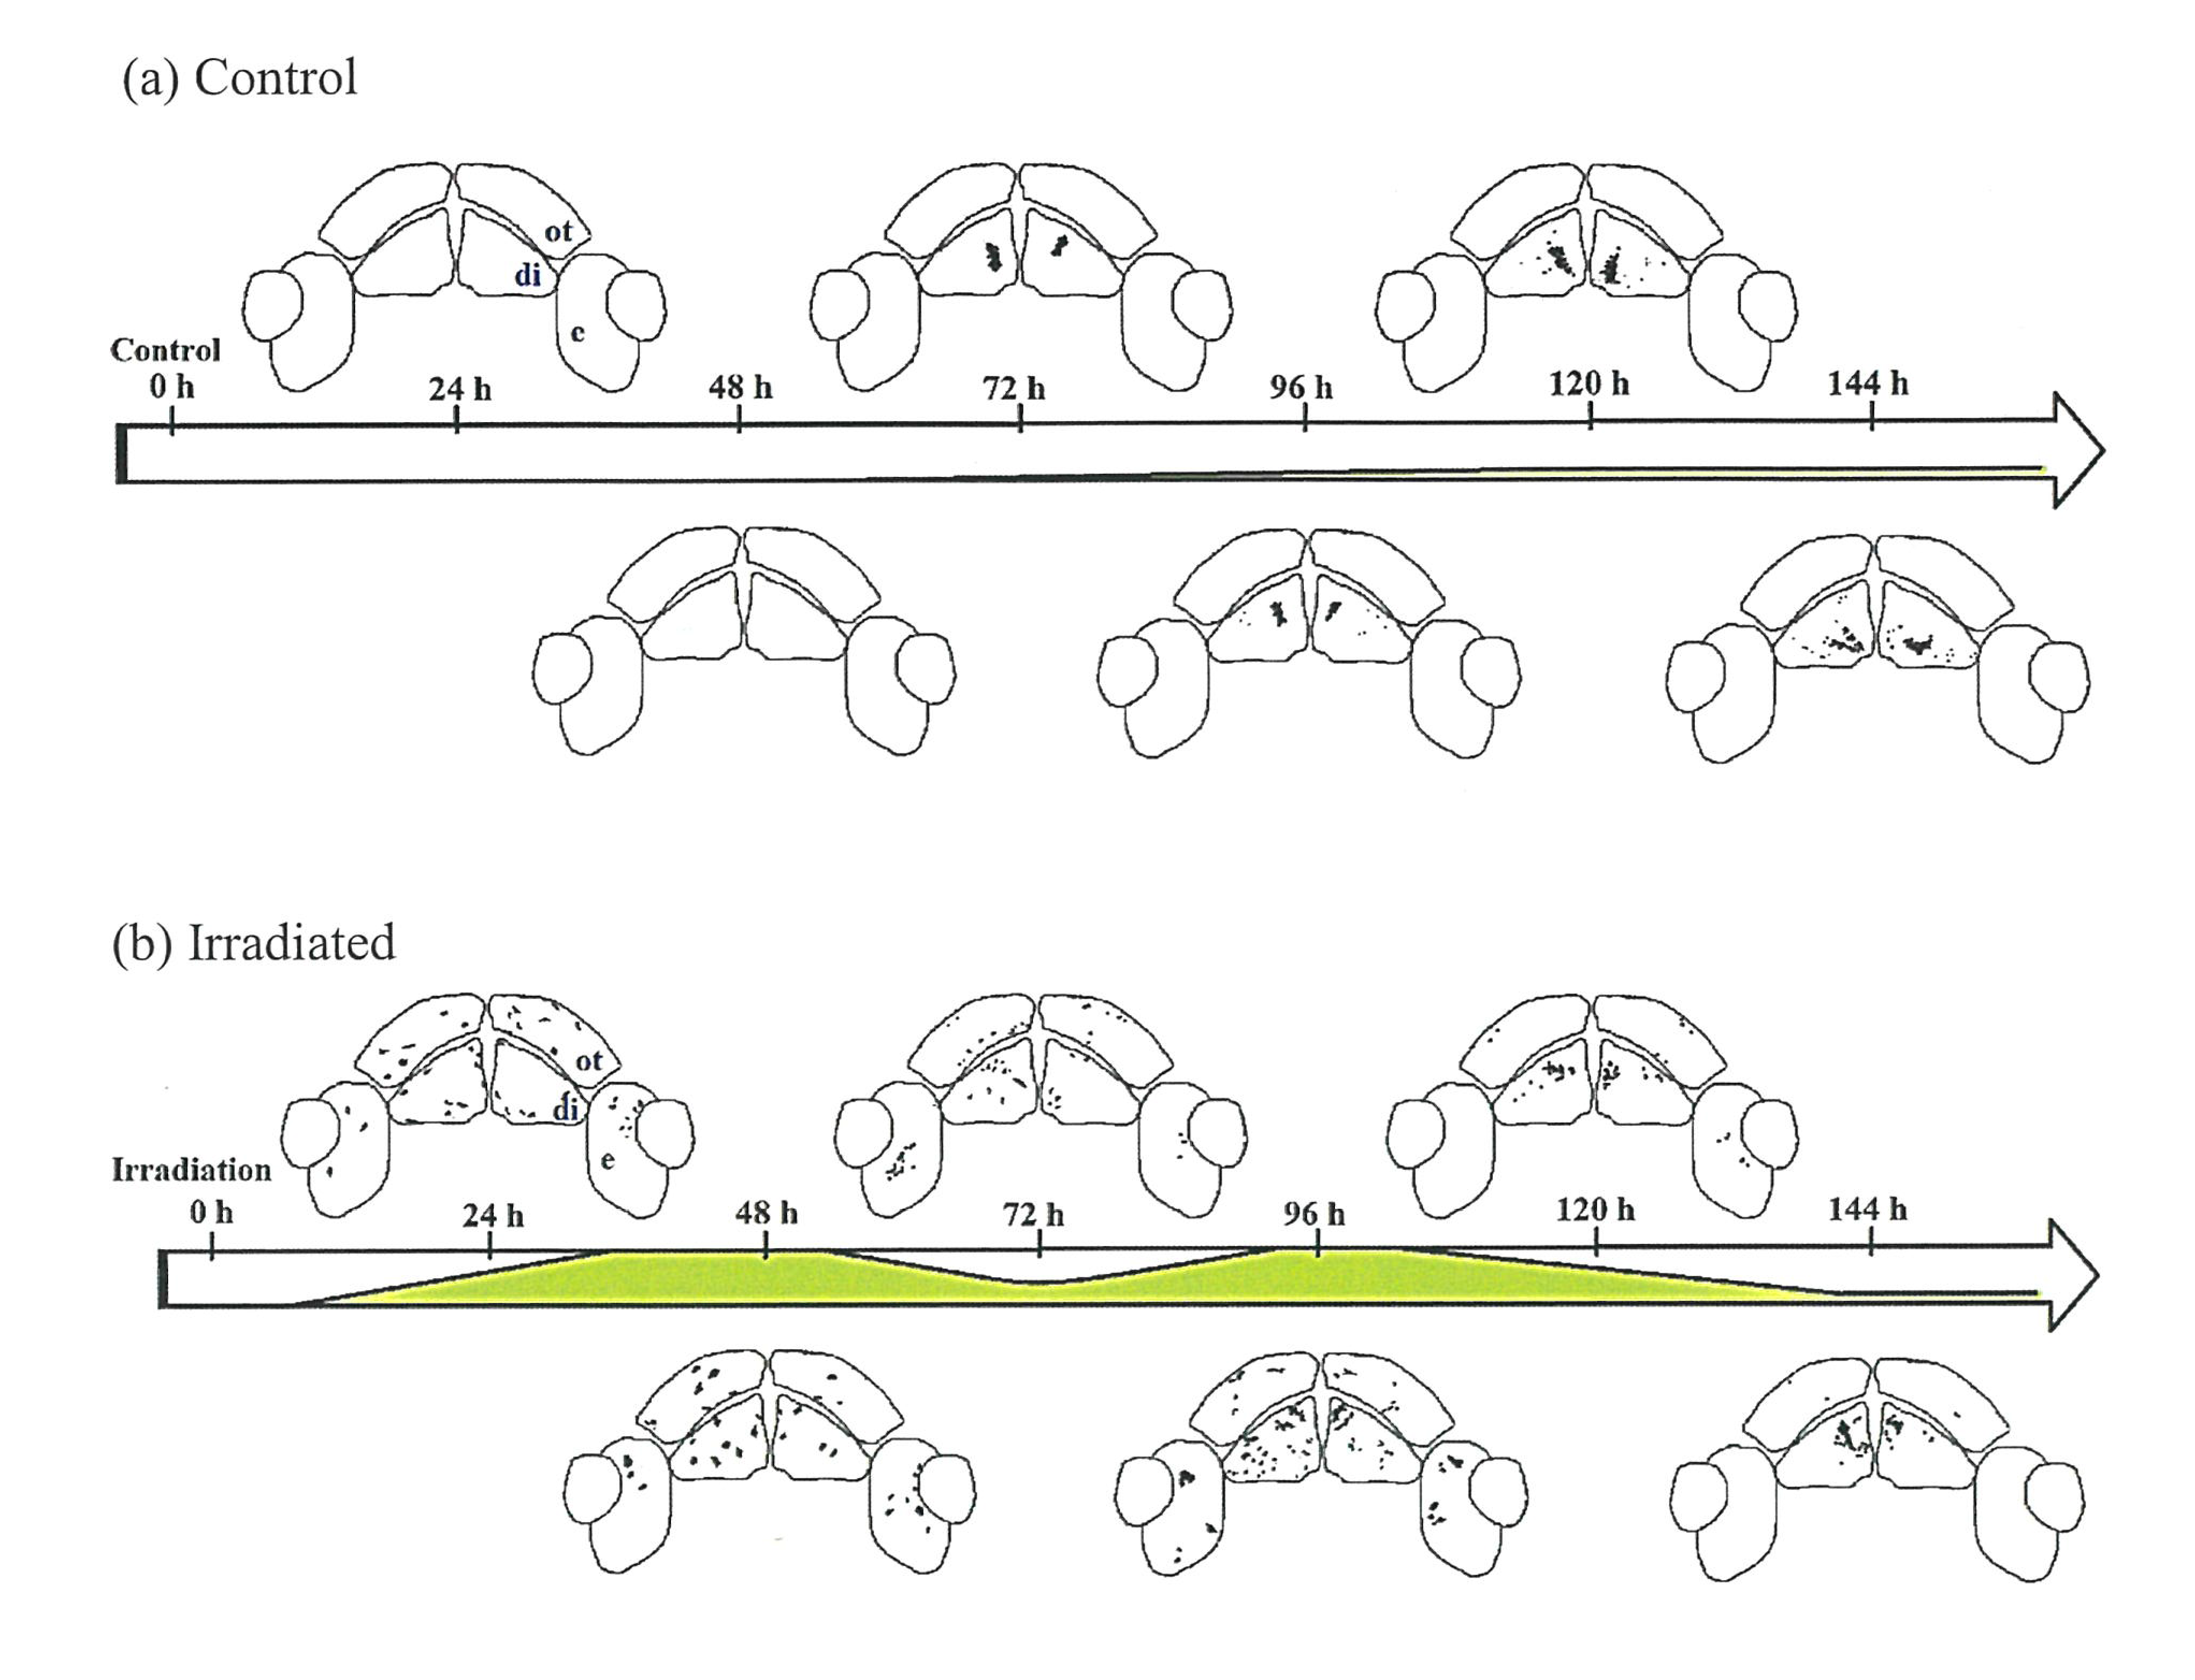 (a) Control
ot
di
c
Control
0 h
24 h
48 h
72 h
96 h
120 h
144 h
(b) Irradiated
ot
di
e
Irradiation
0 h
24 h
48 h
72 h
96 h
120 h
144 h